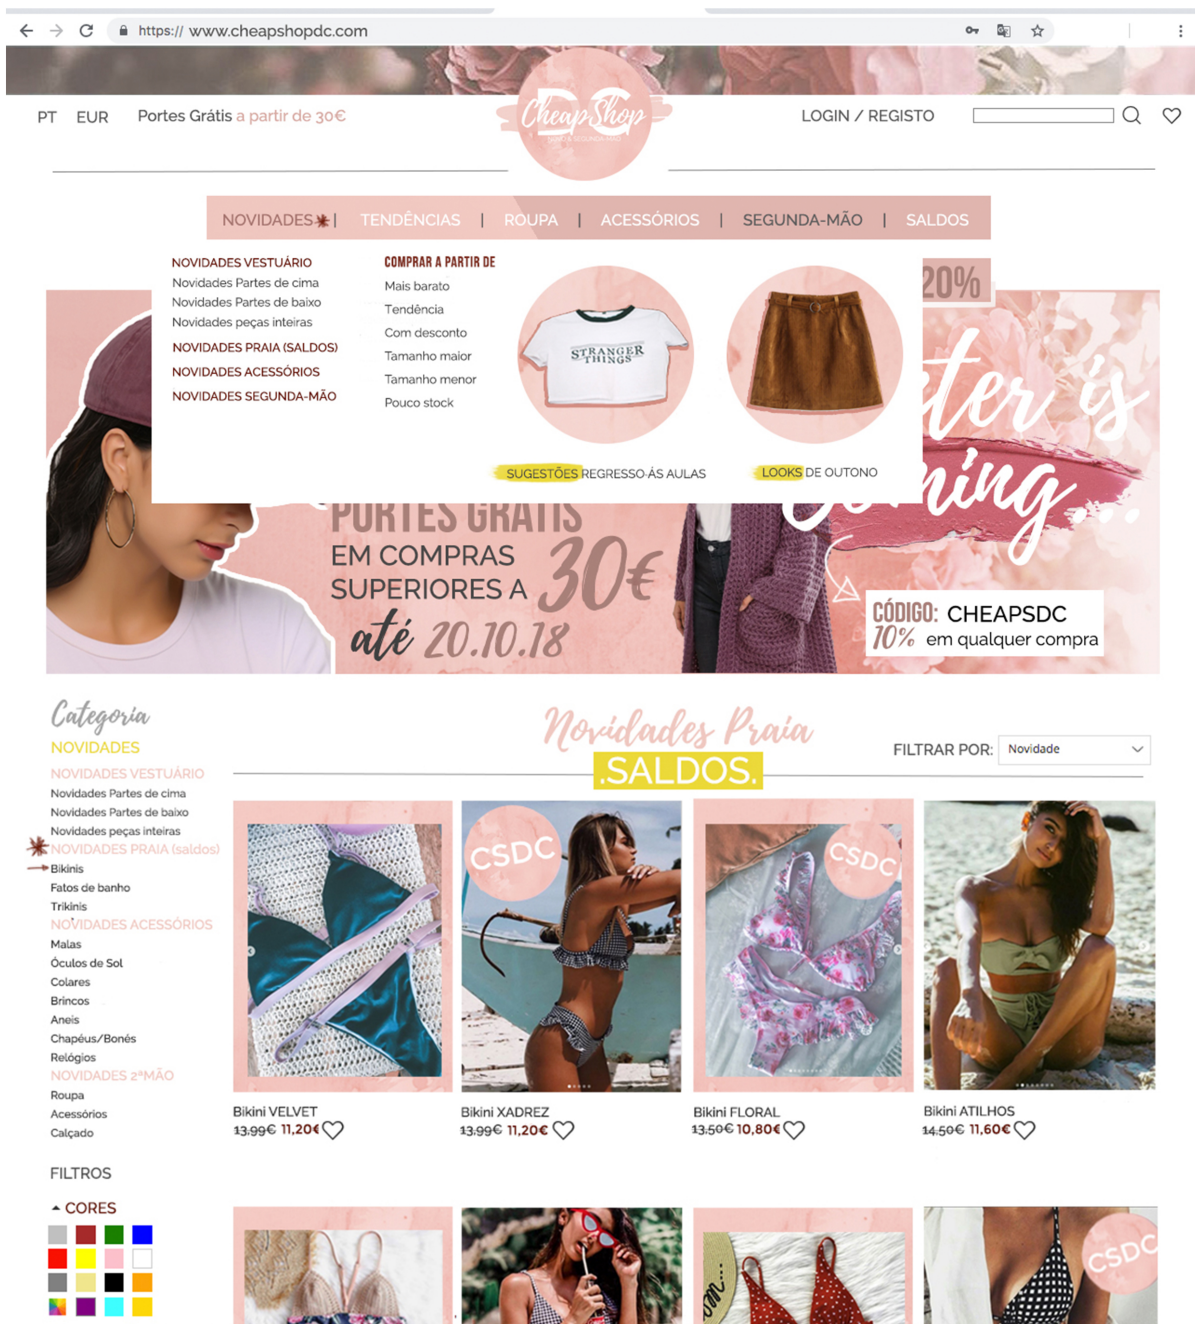 https:// www.cheapshopdc.com
PT EUR Portes Grátis a partir de 30€
DC
CheapShop
LOGIN / REGISTO
NOVIDADES | TENDÊNCIAS | ROUPA | ACESSÓRIOS | SEGUNDA-MÃO | SALDOS
NOVIDADES VESTUÁRIO
Novidades Partes de cima
Novidades Partes de baixo
Novidades peças inteiras
NOVIDADES PRAIA (SALDOS)
NOVIDADES ACESSÓRIOS
NOVIDADES SEGUNDA-MÃO
COMPRAR A PARTIR DE
Mais barato
Tendência
Com desconto
Tamanho maior
Tamanho menor
Pouco stock
STRANGER
THINGS
SUGESTÕES REGRESSO-ÁS AULAS
LOOKS DE OUTONO
20%
is
PORTES GRÁTIS
EM COMPRAS
SUPERIORES A 30€
até 20.10.18
CÓDIGO: CHEAPSDC
10% em qualquer compra
Categoria
NOVIDADES
NOVIDADES VESTUÁRIO
Novidades Partes de cima
Novidades Partes de baixo
Novidades peças inteiras
NOVIDADES PRAIA (saldos)
Bikinis
Fatos de banho
Trikinis
NOVIDADES ACESSÓRIOS
Malas
Óculos de Sol
Colares
Brincos
Aneis
Chapéus/Bonés
Relógios
NOVIDADES 2ªMÃO
Roupa
Acessórios
Calçado
FILTROS
CORES
Novidades Praia
.SALDOS.
FILTRAR POR: Novidade
CSDC
CSDC
Bikini VELVET
13,99€ 11,20€
Bikini XADREZ
13,99€ 11,20€
Bikini FLORAL
13,50€ 10,80€
Bikini ATILHOS
14,50€ 11,60€
CSDC